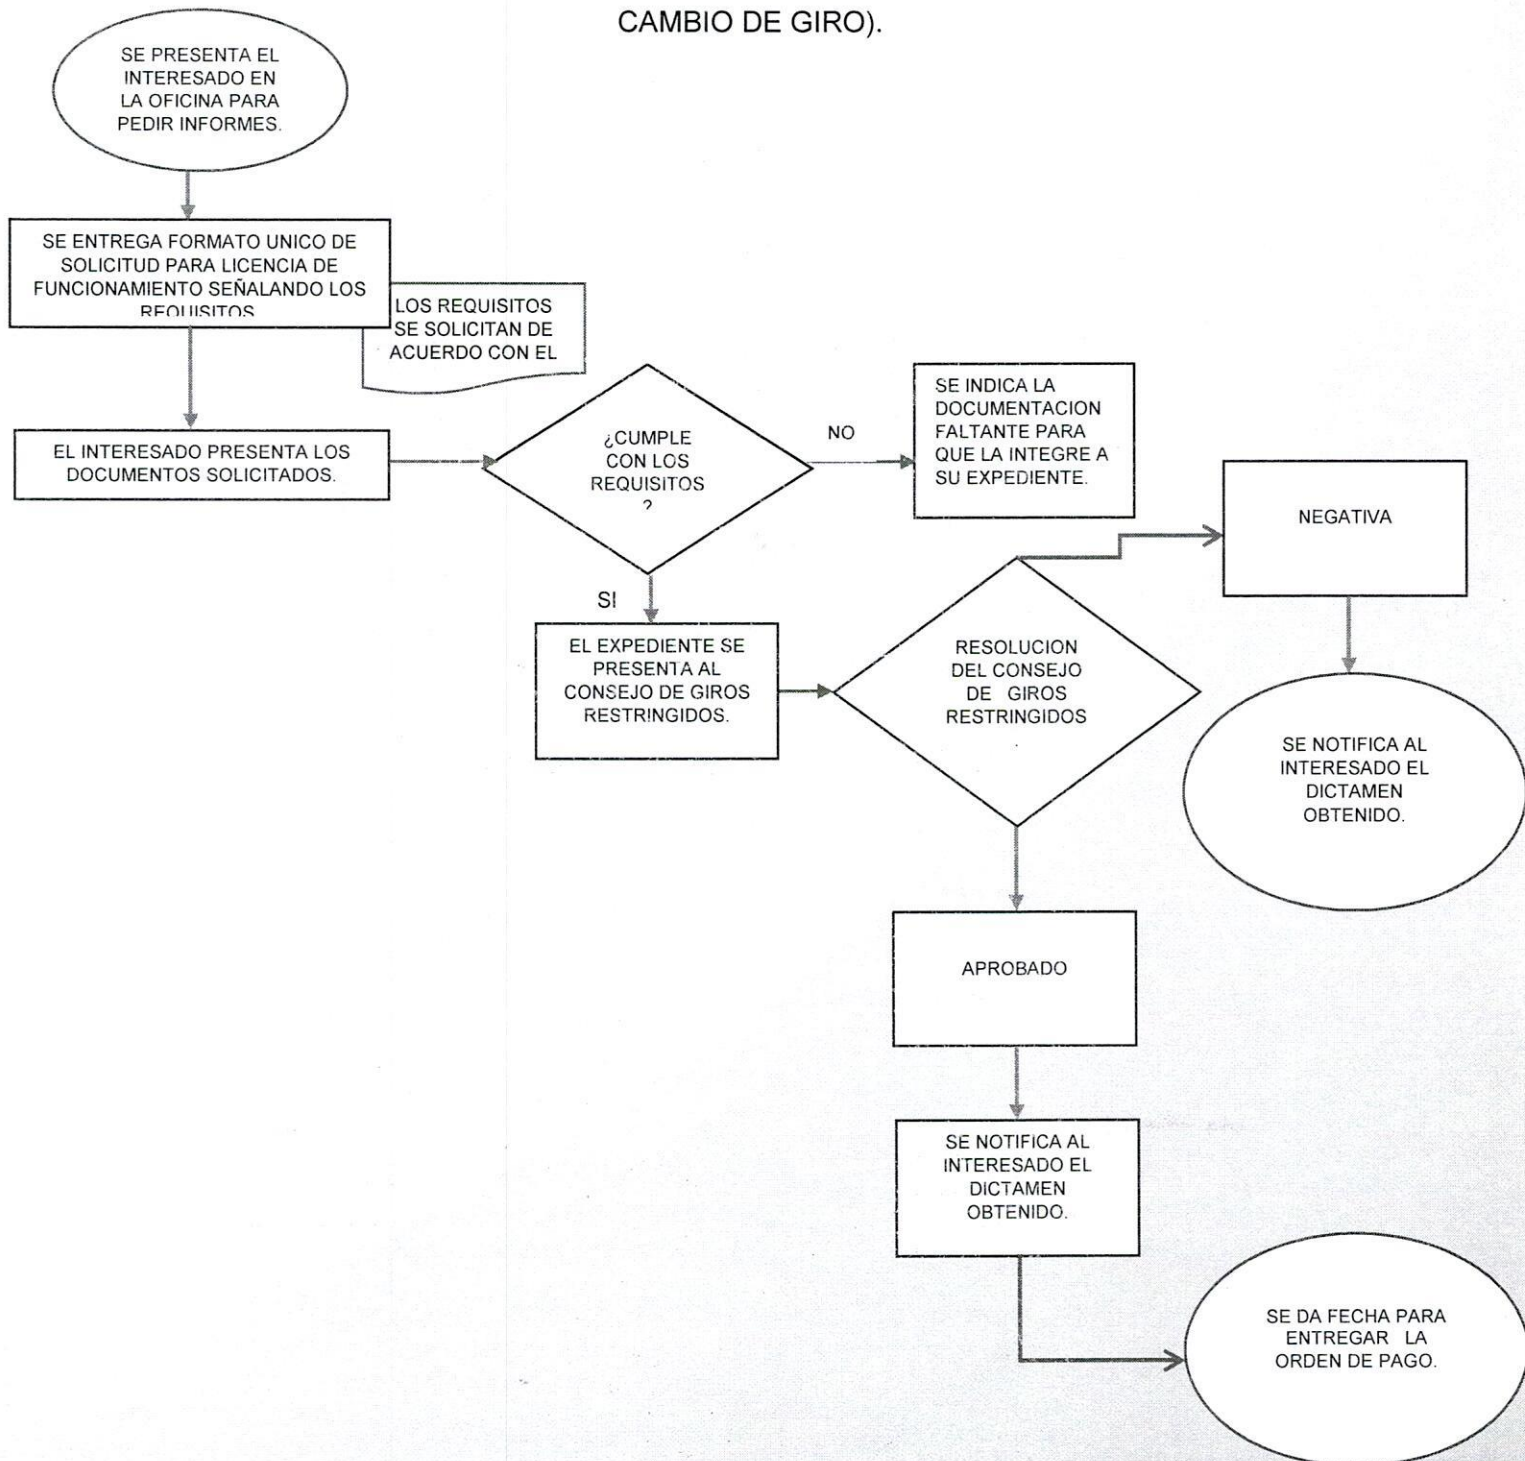 CAMBIO DE GIRO).
SE PRESENTA EL
INTERESADO EN
LA OFICINA PARA
PEDIR INFORMES.
SE ENTREGA FORMATO UNICO DE
SOLICITUD PARA LICENCIA DE
FUNCIONAMIENTO SEÑALANDO LOS
REQUISITOS
LOS REQUISITOS
SE SOLICITAN DE
ACUERDO CON EL
EL INTERESADO PRESENTA LOS
DOCUMENTOS SOLICITADOS.
¿CUMPLE
CON LOS
REQUISITOS
?
NO
SE INDICA LA
DOCUMENTACION
FALTANTE PARA
QUE LA INTEGRE A
SU EXPEDIENTE.
SI
EL EXPEDIENTE SE
PRESENTA AL
CONSEJO DE GIROS
RESTRINGIDOS.
RESOLUCION
DEL CONSEJO
DE GIROS
RESTRINGIDOS
.
NEGATIVA
SE NOTIFICA AL
INTERESADO EL
DICTAMEN
OBTENIDO.
APROBADO
SE NOTIFICA AL
INTERESADO EL
DICTAMEN
OBTENIDO.
SE DA FECHA PARA
ENTREGAR LA
ORDEN DE PAGO.